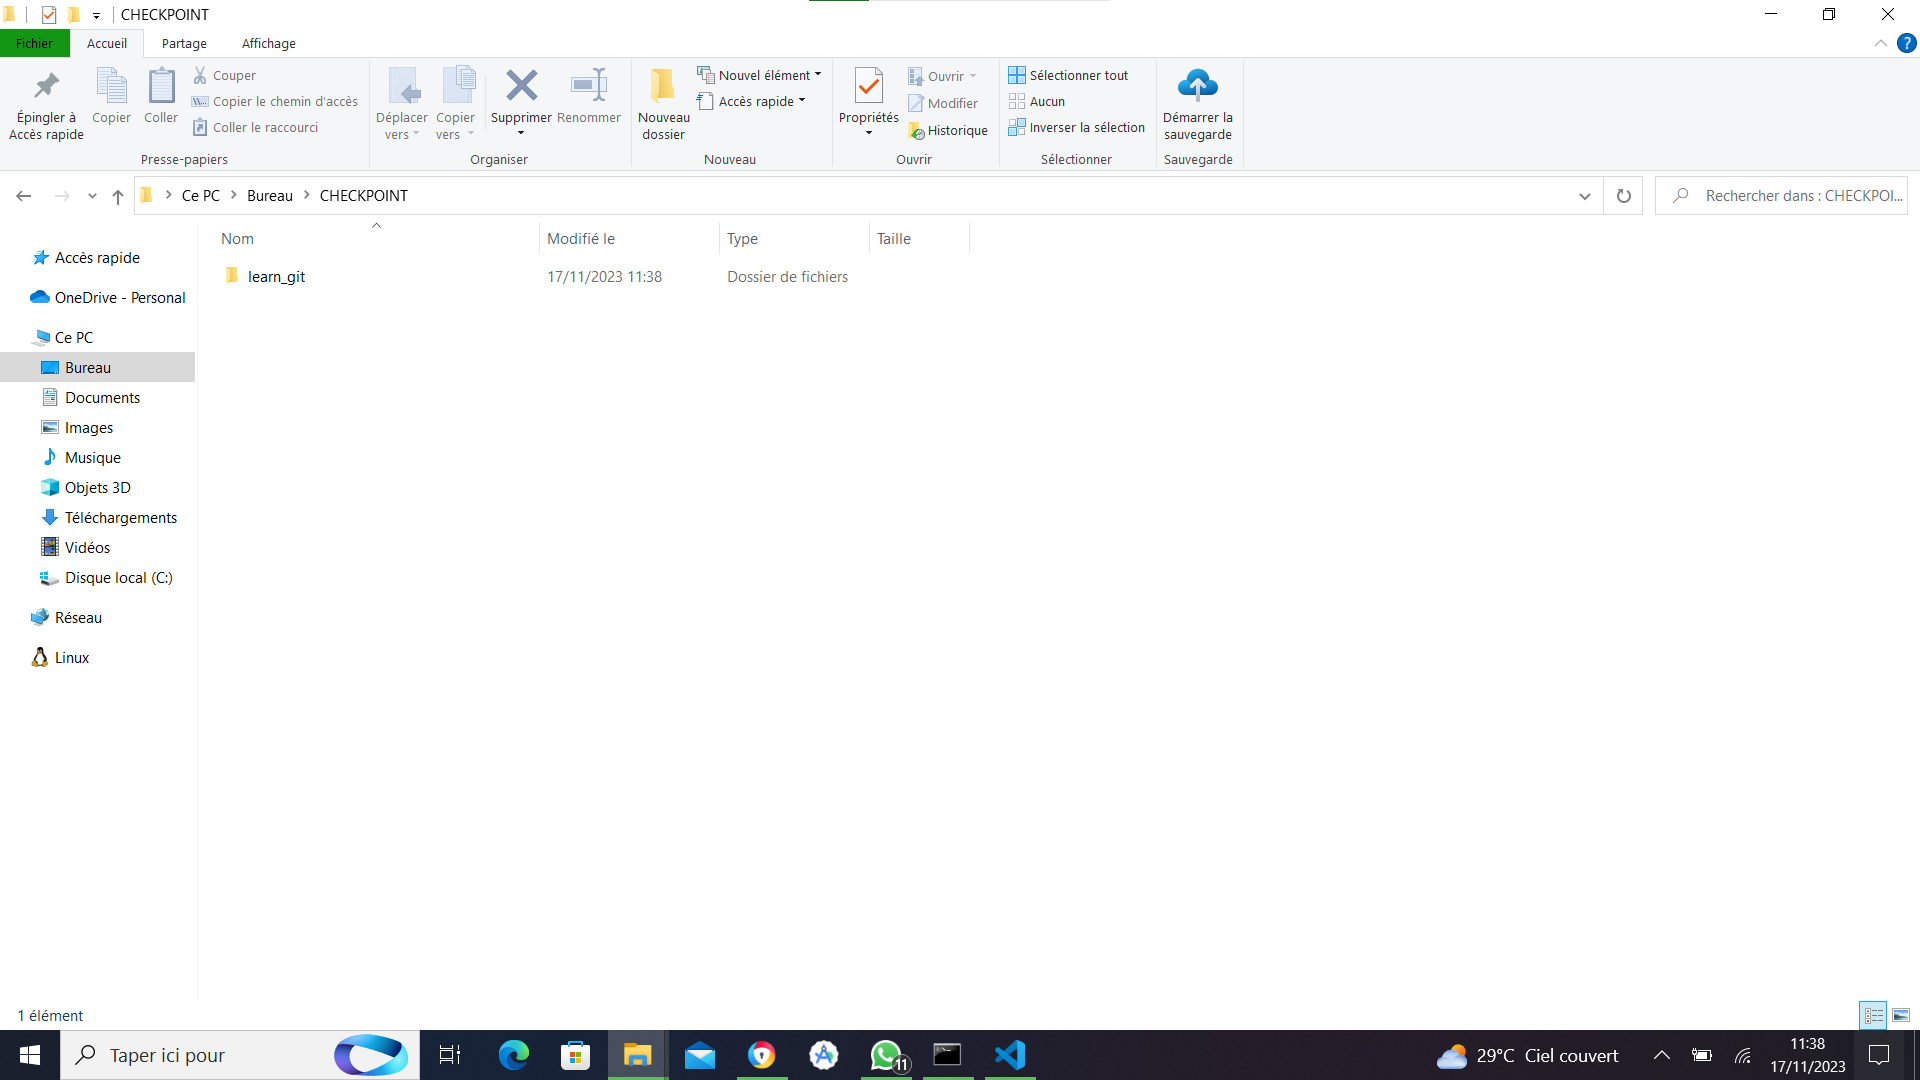 CHECKPOINT
Fichier
Accueil
Partage
Affichage
?
Épingler à
Accès rapide
Copier
Coller
Couper
Copier le chemin d'accès
Coller le raccourci
Presse-papiers
Déplacer
vers
Copier
vers
Supprimer
Renommer
Organiser
Nouveau
dossier
Nouvel élément
Accès rapide
Nouveau
Propriétés
Ouvrir
Modifier
Historique
Ouvrir
Sélectionner tout
Aucun
Inverser la sélection
Sélectionner
Démarrer la
sauvegarde
Sauvegarde
Ce PC
Bureau
CHECKPOINT
Rechercher dans : CHECKPOI...
Nom
Modifié le
Type
Taille
learn_git
17/11/2023 11:38
Dossier de fichiers
Accès rapide
OneDrive - Personal
Ce PC
Bureau
Documents
Images
Musique
Objets 3D
Téléchargements
Vidéos
Disque local (C:)
Réseau
Linux
1 élément
Taper ici pour
11
29°C Ciel couvert
11:38
17/11/2023